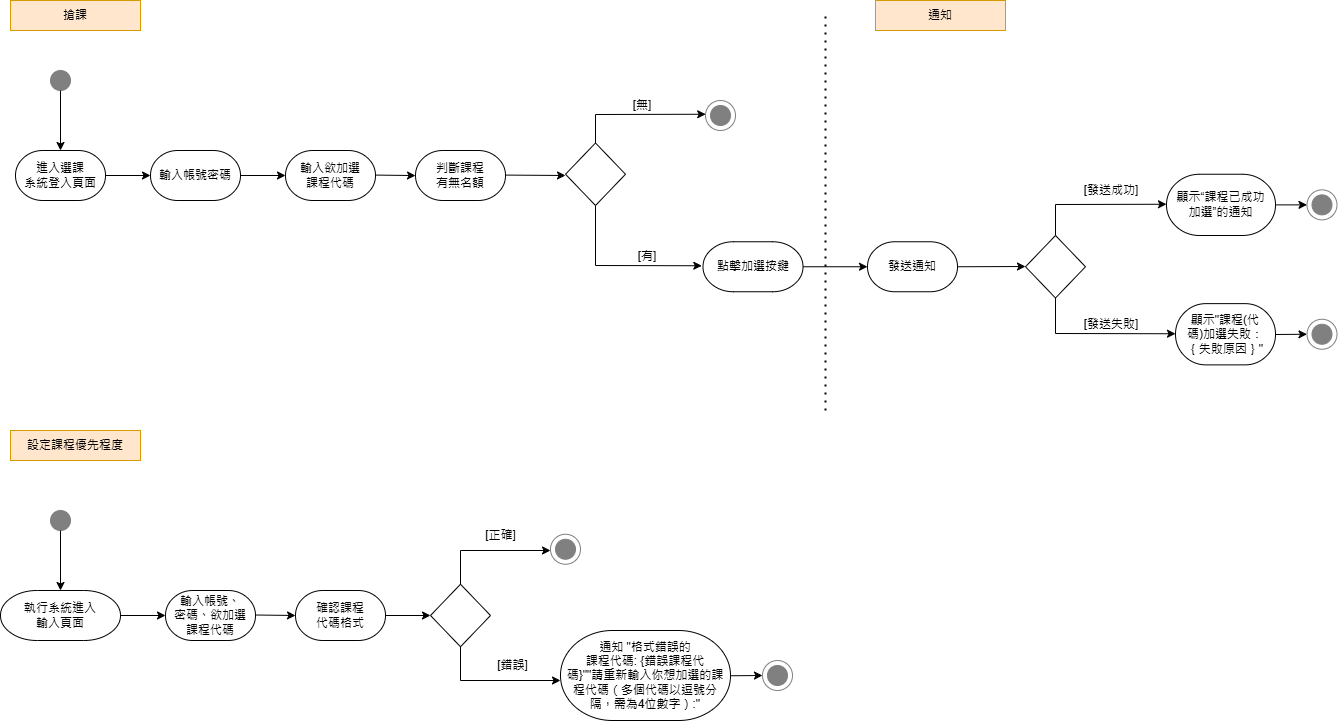 搶課
通知
[無]
進入選課
系統登入頁面
輸入帳號密碼
輸入欲加選
課程代碼
判斷課程
有無名額
[有]
點擊加選按鍵
發送通知
[發送成功]
顯示"課程已成功
加選"的通知
[發送失敗]
顯示"課程(代
碼)加選失敗：
{ 失敗原因 } "
設定課程優先程度
執行系統進入
輸入頁面
輸入帳號、
密碼、欲加選
課程代碼
確認課程
代碼格式
[正確]
[錯誤]
通知 "格式錯誤的
課程代碼: {錯誤課程代
碼}""請重新輸入你想加選的課
程代碼（多個代碼以逗號分
隔，需為4位數字）:"